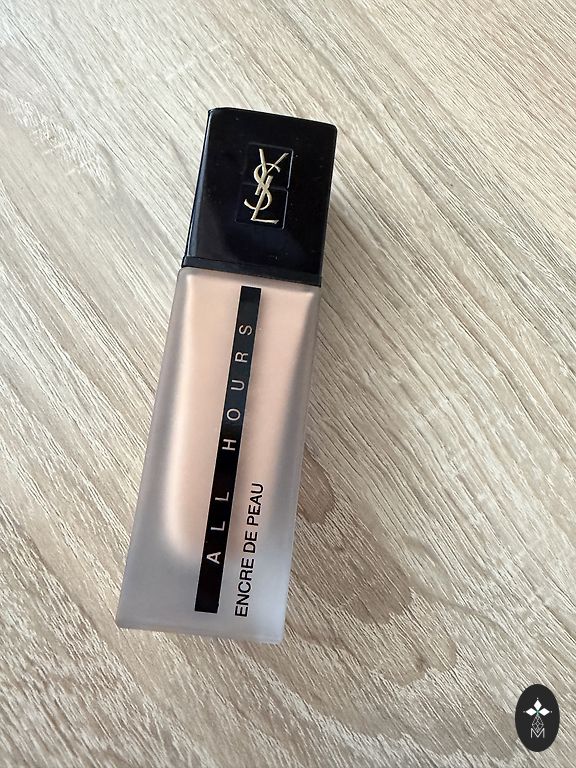 YSL
ALL HOURS
ENCRE DE PEAU
M